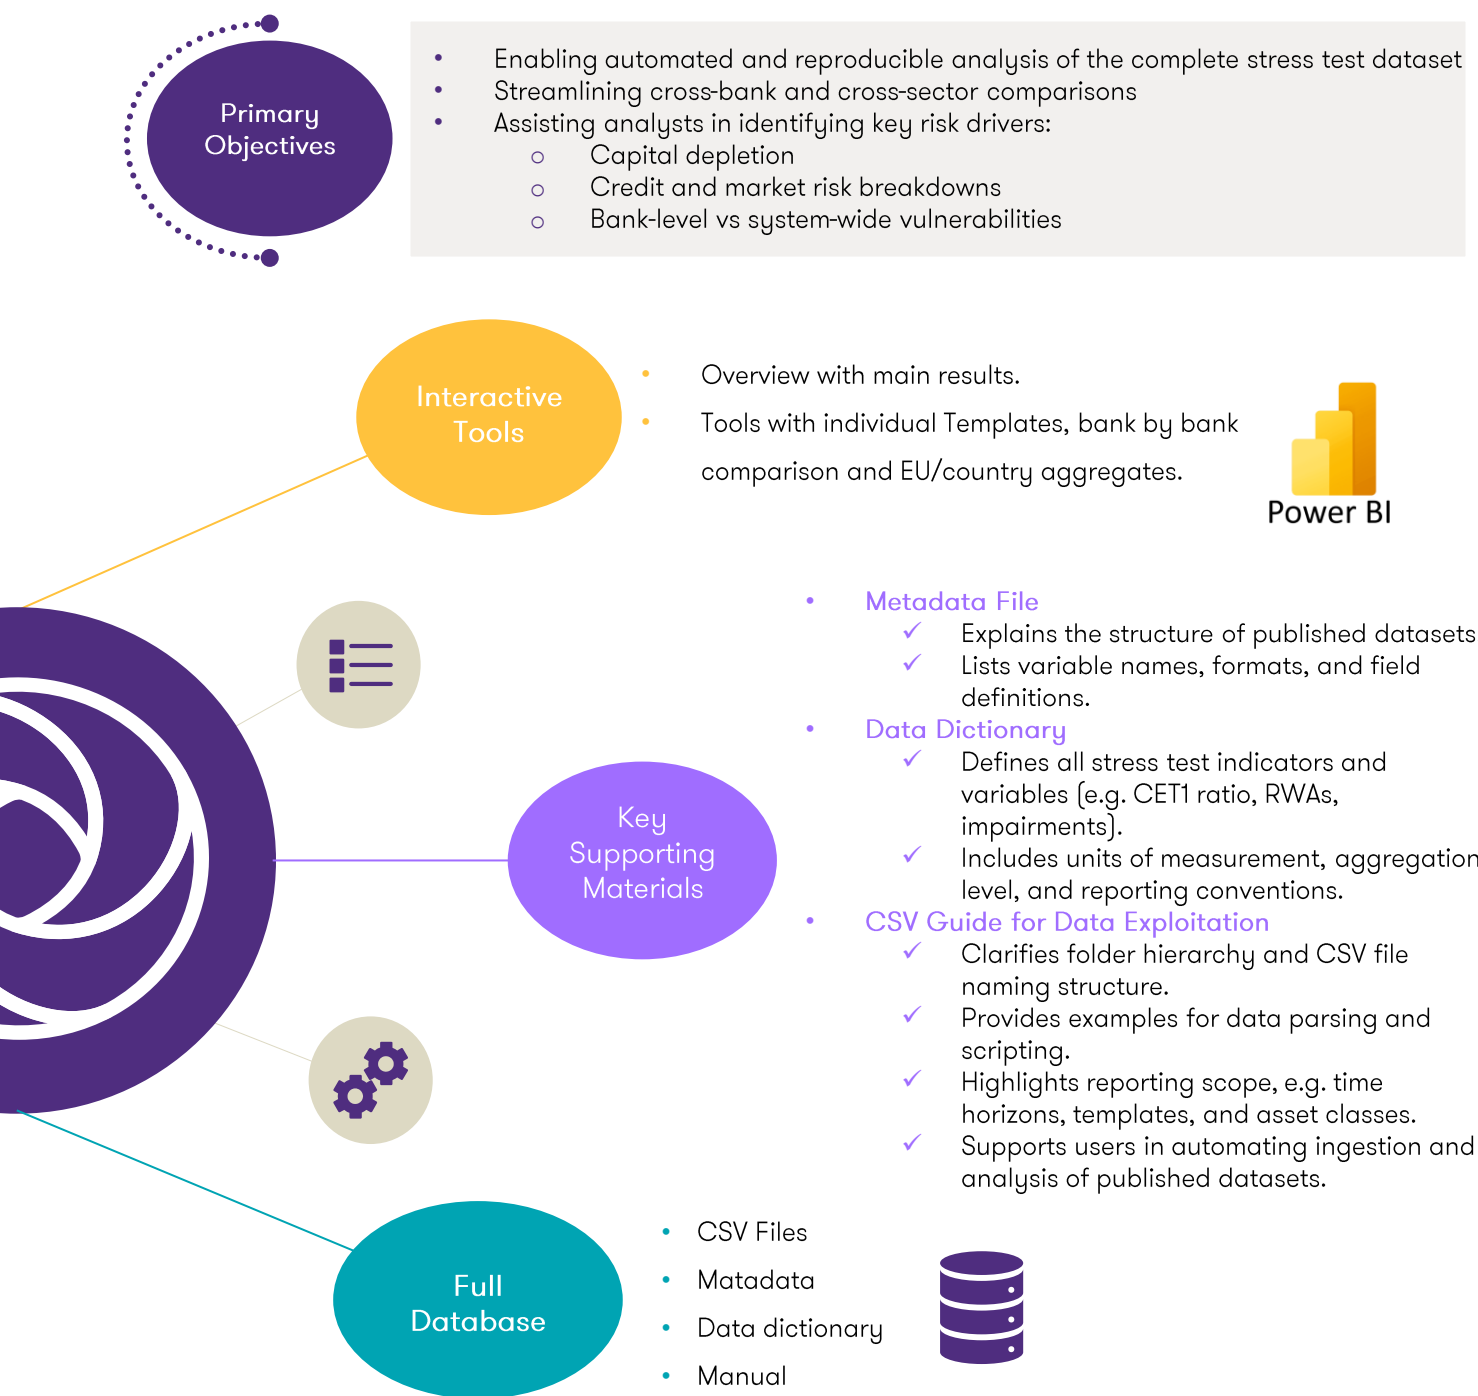 Primary
Objectives
• Enabling automated and reproducible analysis of the complete stress test dataset
• Streamlining cross-bank and cross-sector comparisons
• Assisting analysts in identifying key risk drivers:
o Capital depletion
o Credit and market risk breakdowns
o Bank-level vs system-wide vulnerabilities
Interactive
Tools
• Overview with main results.
• Tools with individual Templates, bank by bank
comparison and EU/country aggregates.
Power BI
Key
Supporting
Materials
• Metadata File
✓ Explains the structure of published datasets
✓ Lists variable names, formats, and field
definitions.
• Data Dictionary
✓ Defines all stress test indicators and
variables (e.g. CET1 ratio, RWAs,
impairments).
✓ Includes units of measurement, aggregation
level, and reporting conventions.
• CSV Guide for Data Exploitation
✓ Clarifies folder hierarchy and CSV file
naming structure.
✓ Provides examples for data parsing and
scripting.
✓ Highlights reporting scope, e.g. time
horizons, templates, and asset classes.
✓ Supports users in automating ingestion and
analysis of published datasets.
Full
Database
• CSV Files
• Matadata
• Data dictionary
• Manual